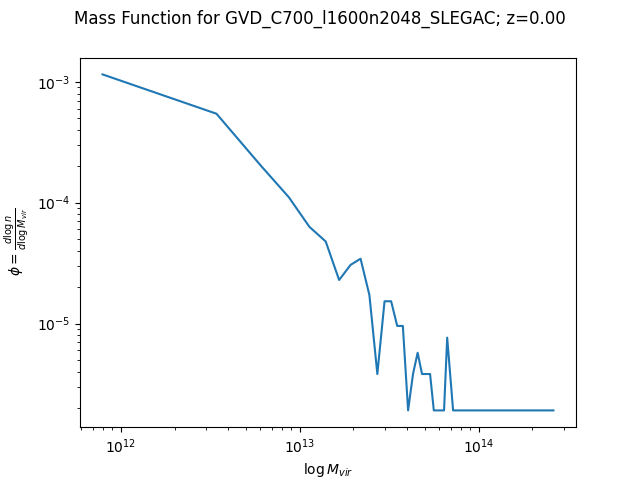 Mass Function for GVD_C700_l1600n2048_SLEGAC; z=0.00
10⁻³
10⁻⁴
10⁻⁵
ϕ = d log n / d log M_vir
10¹² 10¹³ 10¹⁴
log M_vir